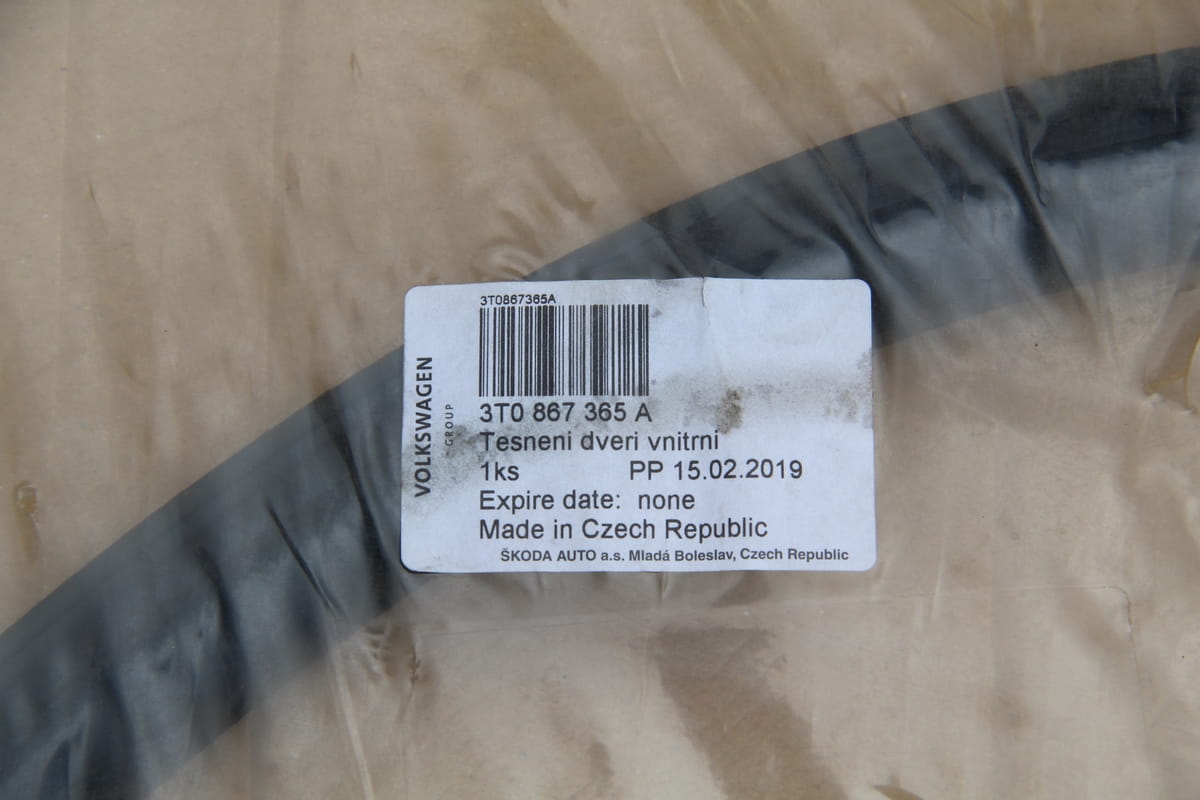 3T0867365A
VOLKSWAGEN
GROUP
3T0 867 365 A
Tesneni dveri vnitrni
1ks PP 15.02.2019
Expire date: none
Made in Czech Republic
ŠKODA AUTO a.s. Mladá Boleslav, Czech Republic